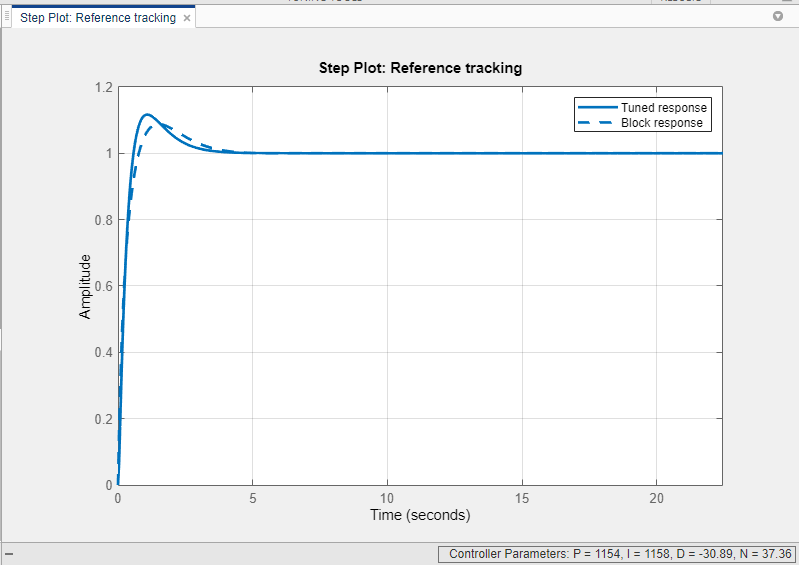 Step Plot: Reference tracking ×
Step Plot: Reference tracking
Tuned response
Block response
1.2
1
0.8
0.6
0.4
0.2
0
Amplitude
0 5 10 15 20
Time (seconds)
Controller Parameters: P = 1154, I = 1158, D = -30.89, N = 37.36